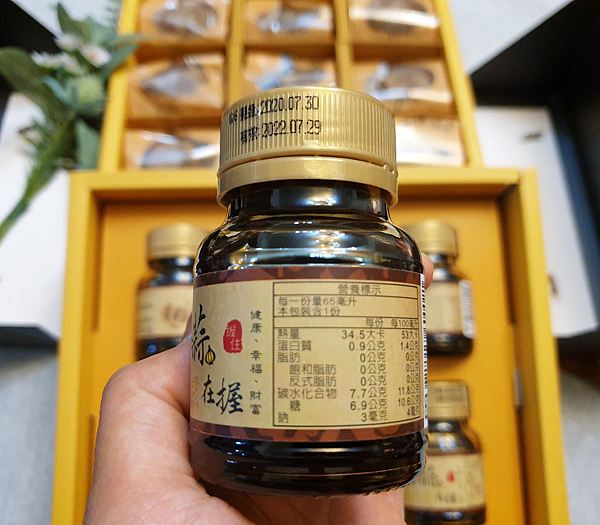 製造:2020.07.30
有效:2022.07.29
蒜
在握
握住
健康、幸福、財富
營養標示
每一份量65毫升
本包裝含1份
每份 每100毫升
熱量 34.5大卡 53大卡
蛋白質 0.9公克 1.4公克
脂肪 0公克 0公克
飽和脂肪 0公克 0公克
反式脂肪 0公克 0公克
碳水化合物 7.7公克 11.8公克
糖 6.9公克 10.6公克
鈉 3毫克 4毫克